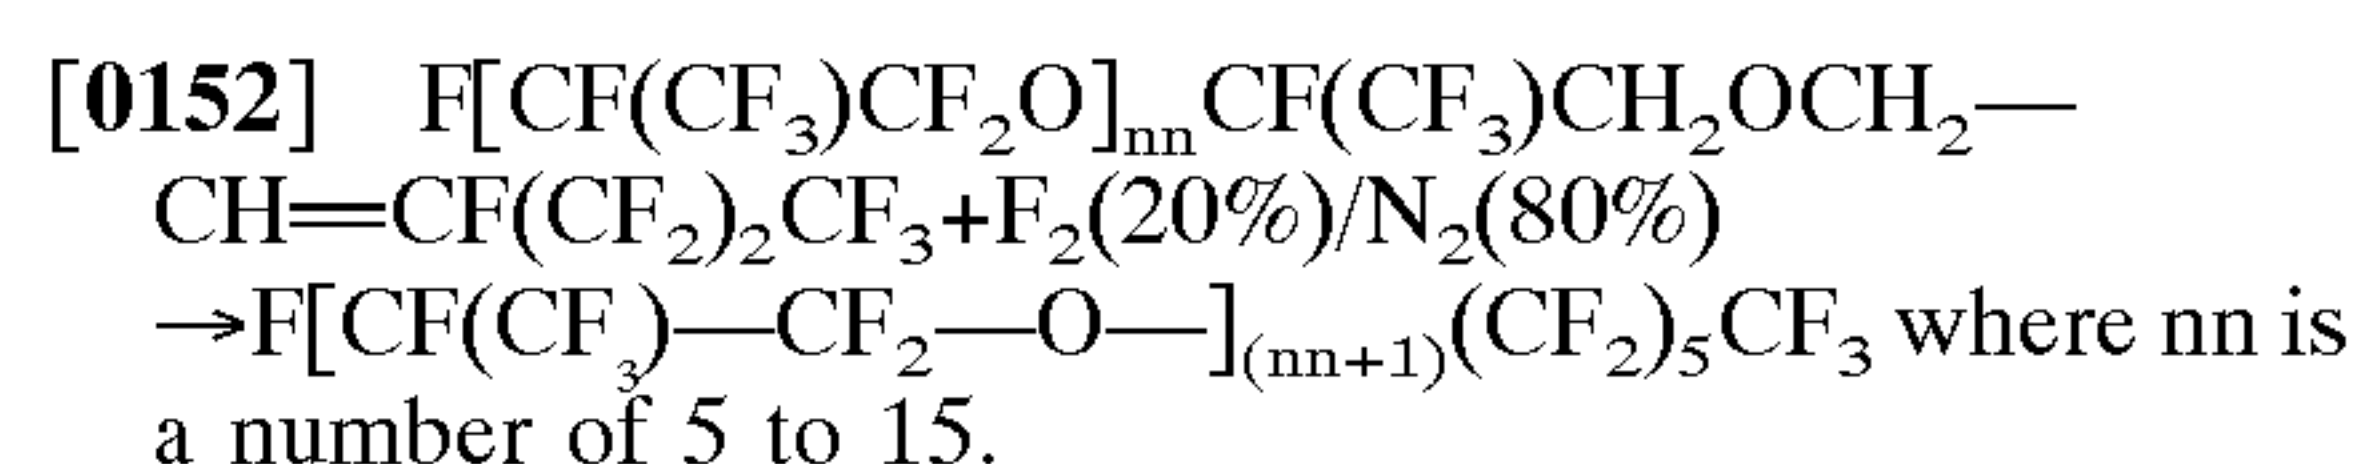 [0152] F[CF(CF₃)CF₂O]ₙₙCF(CF₃)CH₂OCH₂—
CH=CF(CF₂)₂CF₃+F₂(20%)/N₂(80%)
→F[CF(CF₃)—CF₂—O—]₍ₙₙ₊₁₎(CF₂)₅CF₃ where nn is
a number of 5 to 15.